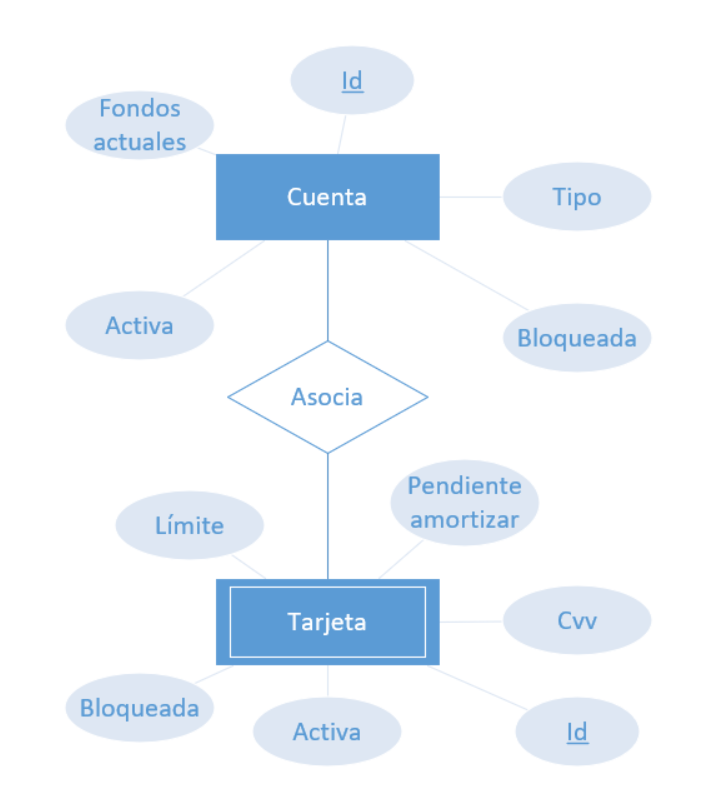 Id
Fondos
actuales
Cuenta
Tipo
Activa
Bloqueada
Asocia
Pendiente
amortizar
Límite
Tarjeta
Cvv
Bloqueada
Activa
Id